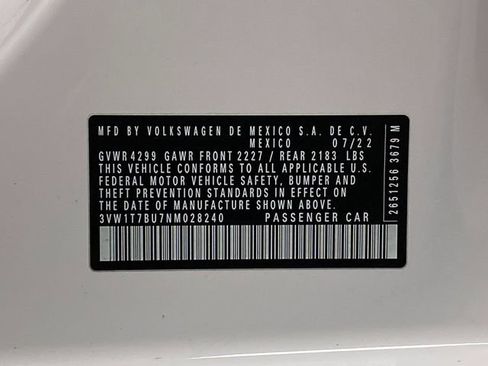 MFD BY VOLKSWAGEN DE MEXICO S.A. DE C.V.
MEXICO 07/22
GVWR 4299 GAWR FRONT 2227 / REAR 2183 LBS
THIS VEHICLE CONFORMS TO ALL APPLICABLE U.S.
FEDERAL MOTOR VEHICLE SAFETY, BUMPER AND
THEFT PREVENTION STANDARDS IN EFFECT ON
THE DATE OF MANUFACTURE SHOWN ABOVE.
3VW1T7BU7NM028240 PASSENGER CAR
2651256 3679 M